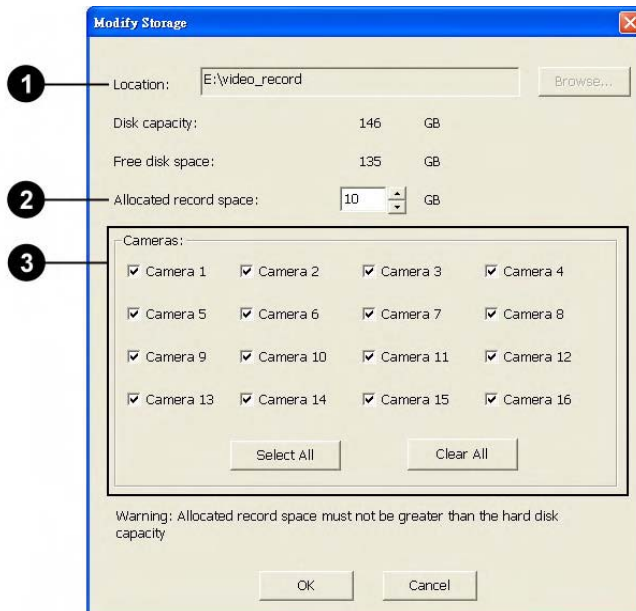 Modify Storage
1 Location: E:\video_record Browse...
Disk capacity: 146 GB
Free disk space: 135 GB
2 Allocated record space: 10 GB
3 Cameras:
Camera 1 Camera 2 Camera 3 Camera 4
Camera 5 Camera 6 Camera 7 Camera 8
Camera 9 Camera 10 Camera 11 Camera 12
Camera 13 Camera 14 Camera 15 Camera 16
Select All Clear All
Warning: Allocated record space must not be greater than the hard disk
capacity
OK Cancel